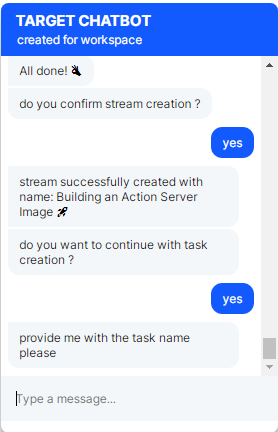 TARGET CHATBOT
created for workspace
All done!
do you confirm stream creation ?
yes
stream successfully created with
name: Building an Action Server
Image 🚀
do you want to continue with task
creation ?
yes
provide me with the task name
please
Type a message...